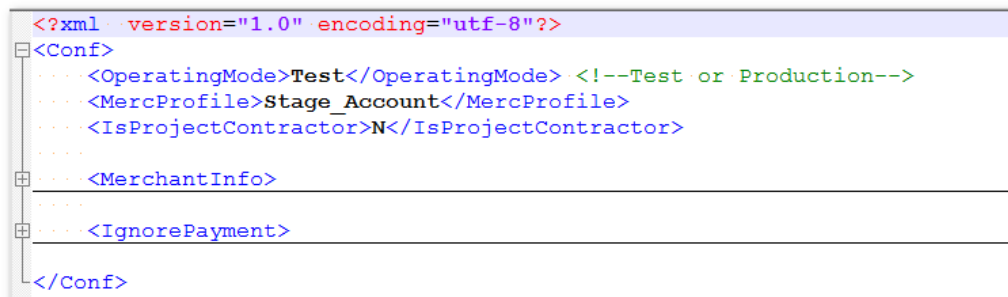 <?xml version="1.0" encoding="utf-8"?>
<Conf>
<OperatingMode>Test</OperatingMode> <!--Test or Production-->
<MercProfile>Stage_Account</MercProfile>
<IsProjectContractor>N</IsProjectContractor>
<MerchantInfo>
<IgnorePayment>
</Conf>